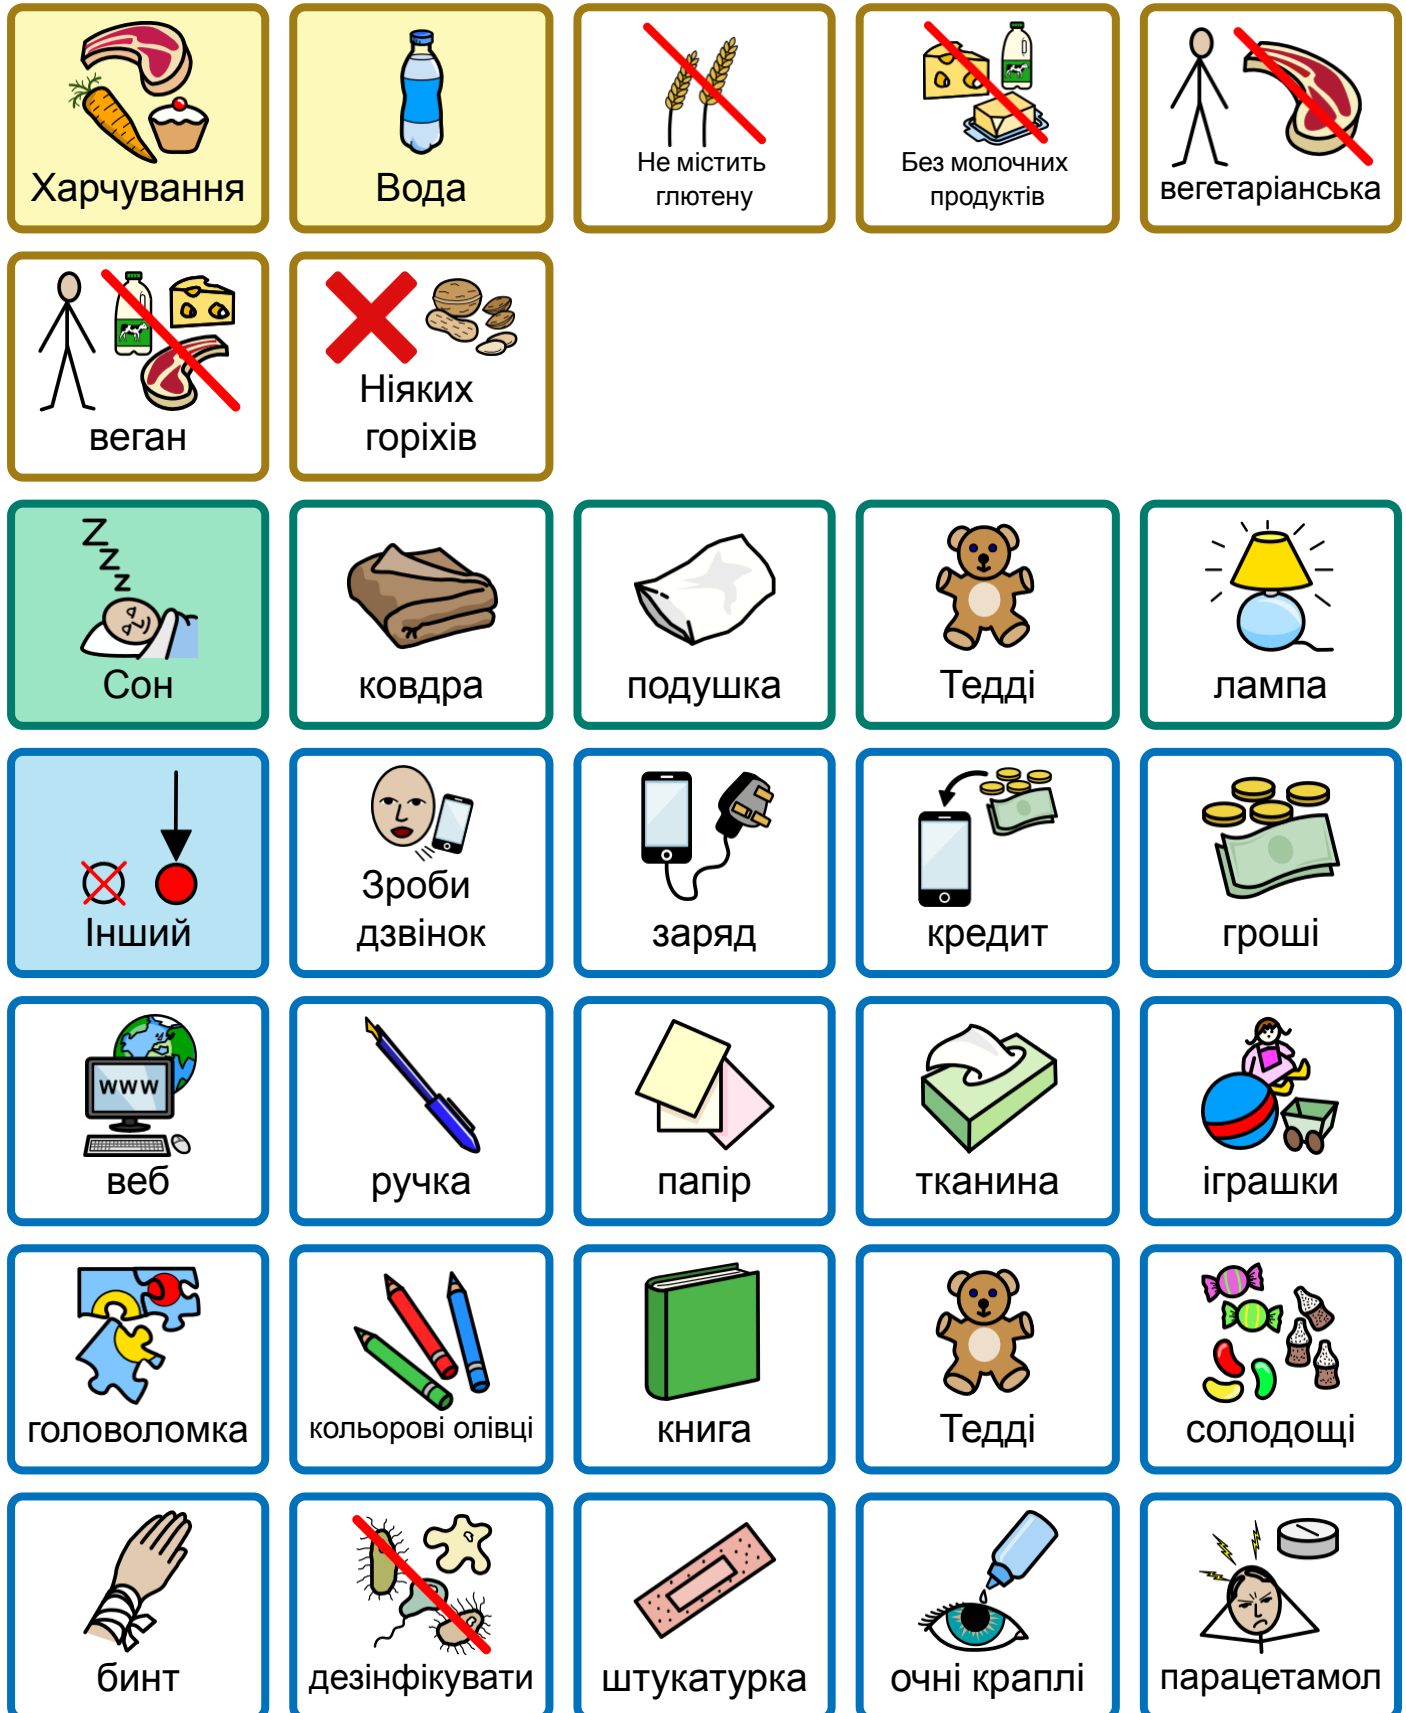 Харчування
Вода
Не містить
глютену
Без молочних
продуктів
вегетаріанська
веган
Ніяких
горіхів
Z
z
z
Сон
ковдра
подушка
Тедді
лампа
Інший
Зроби
дзвінок
заряд
кредит
гроші
www
веб
ручка
папір
тканина
іграшки
головоломка
кольорові олівці
книга
Тедді
солодощі
бинт
дезінфікувати
штукатурка
очні краплі
парацетамол